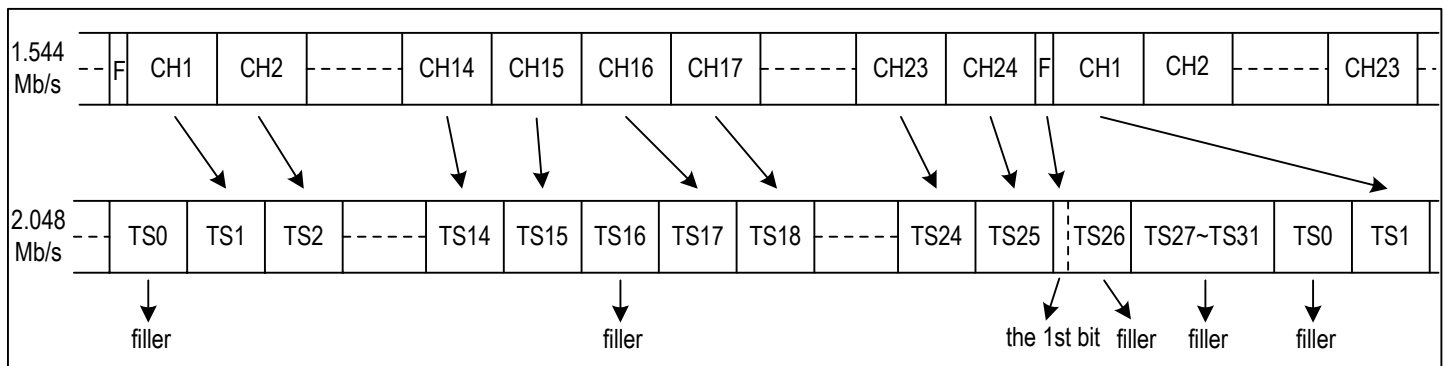 1.544
Mb/s
F CH1 CH2 CH14 CH15 CH16 CH17 CH23 CH24 F CH1 CH2 CH23
2.048
Mb/s
TS0 TS1 TS2 TS14 TS15 TS16 TS17 TS18 TS24 TS25 TS26 TS27~TS31 TS0 TS1
filler filler the 1st bit filler filler filler